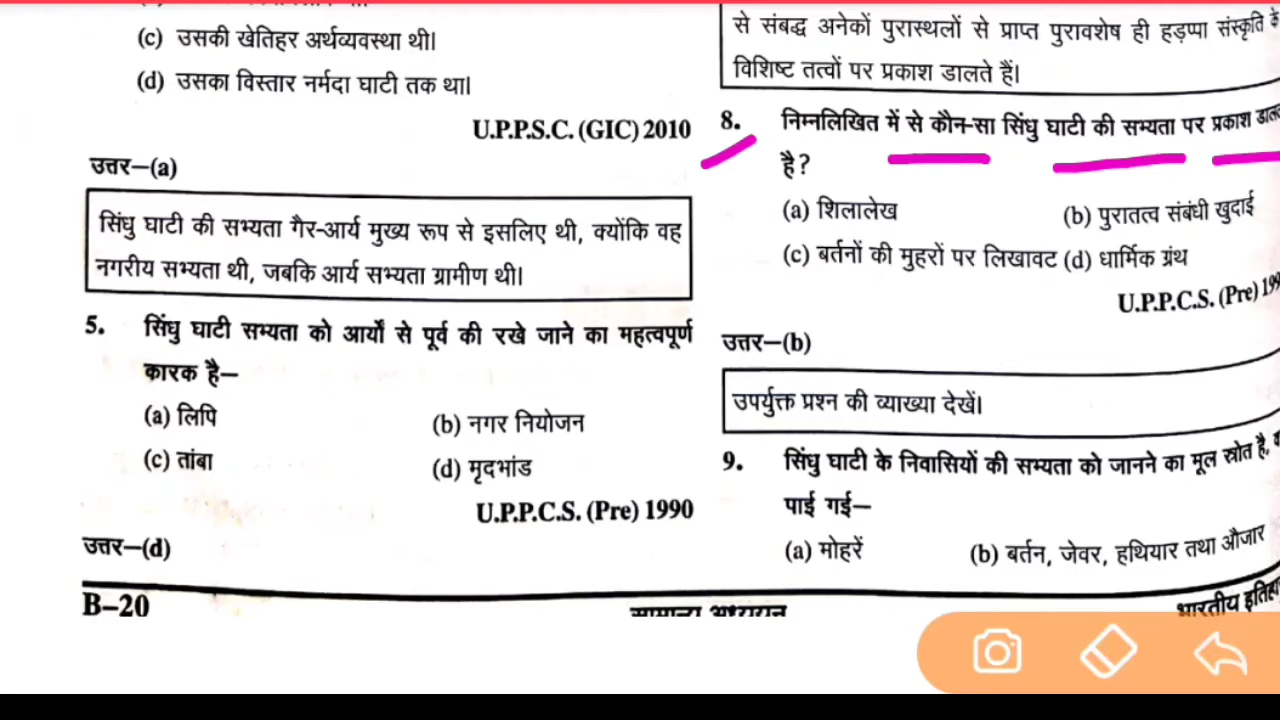 (c) उसकी खेतिहर अर्थव्यवस्था थी।
(d) उसका विस्तार नर्मदा घाटी तक था।
U.P.P.S.C. (GIC) 2010
उत्तर–(a)
सिंधु घाटी की सभ्यता गैर-आर्य मुख्य रूप से इसलिए थी, क्योंकि वह
नगरीय सभ्यता थी, जबकि आर्य सभ्यता ग्रामीण थी।
5. सिंधु घाटी सभ्यता को आर्यों से पूर्व की रखे जाने का महत्वपूर्ण
कारक है–
(a) लिपि
(b) नगर नियोजन
(c) तांबा
(d) मृदभांड
U.P.P.C.S. (Pre) 1990
उत्तर–(d)
B–20
से संबद्ध अनेकों पुरास्थलों से प्राप्त पुरावशेष ही हड़प्पा संस्कृति के
विशिष्ट तत्वों पर प्रकाश डालते हैं।
8. निम्नलिखित में से कौन-सा सिंधु घाटी की सभ्यता पर प्रकाश
है?
(a) शिलालेख
(b) पुरातत्व संबंधी खुदाई
(c) बर्तनों की मुहरों पर लिखावट (d) धार्मिक ग्रंथ
U.P.P.C.S. (Pre)
उत्तर–(b)
उपर्युक्त प्रश्न की व्याख्या देखें।
9. सिंधु घाटी के निवासियों की सभ्यता को जानने का मूल स्रोत है,
पाई गई–
(a) मोहरें
(b) बर्तन, जेवर, हथियार तथा औजार
सामान्य अध्ययन
भारतीय